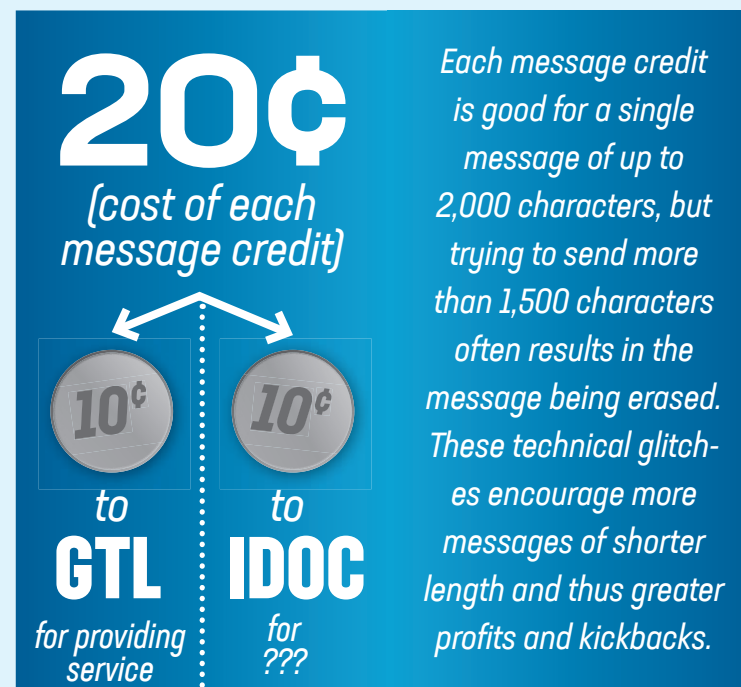 20¢
(cost of each
message credit)
10¢
to
GTL
for providing
service
10¢
to
IDOC
for
???
Each message credit
is good for a single
message of up to
2,000 characters, but
trying to send more
than 1,500 characters
often results in the
message being erased.
These technical glitch-
es encourage more
messages of shorter
length and thus greater
profits and kickbacks.